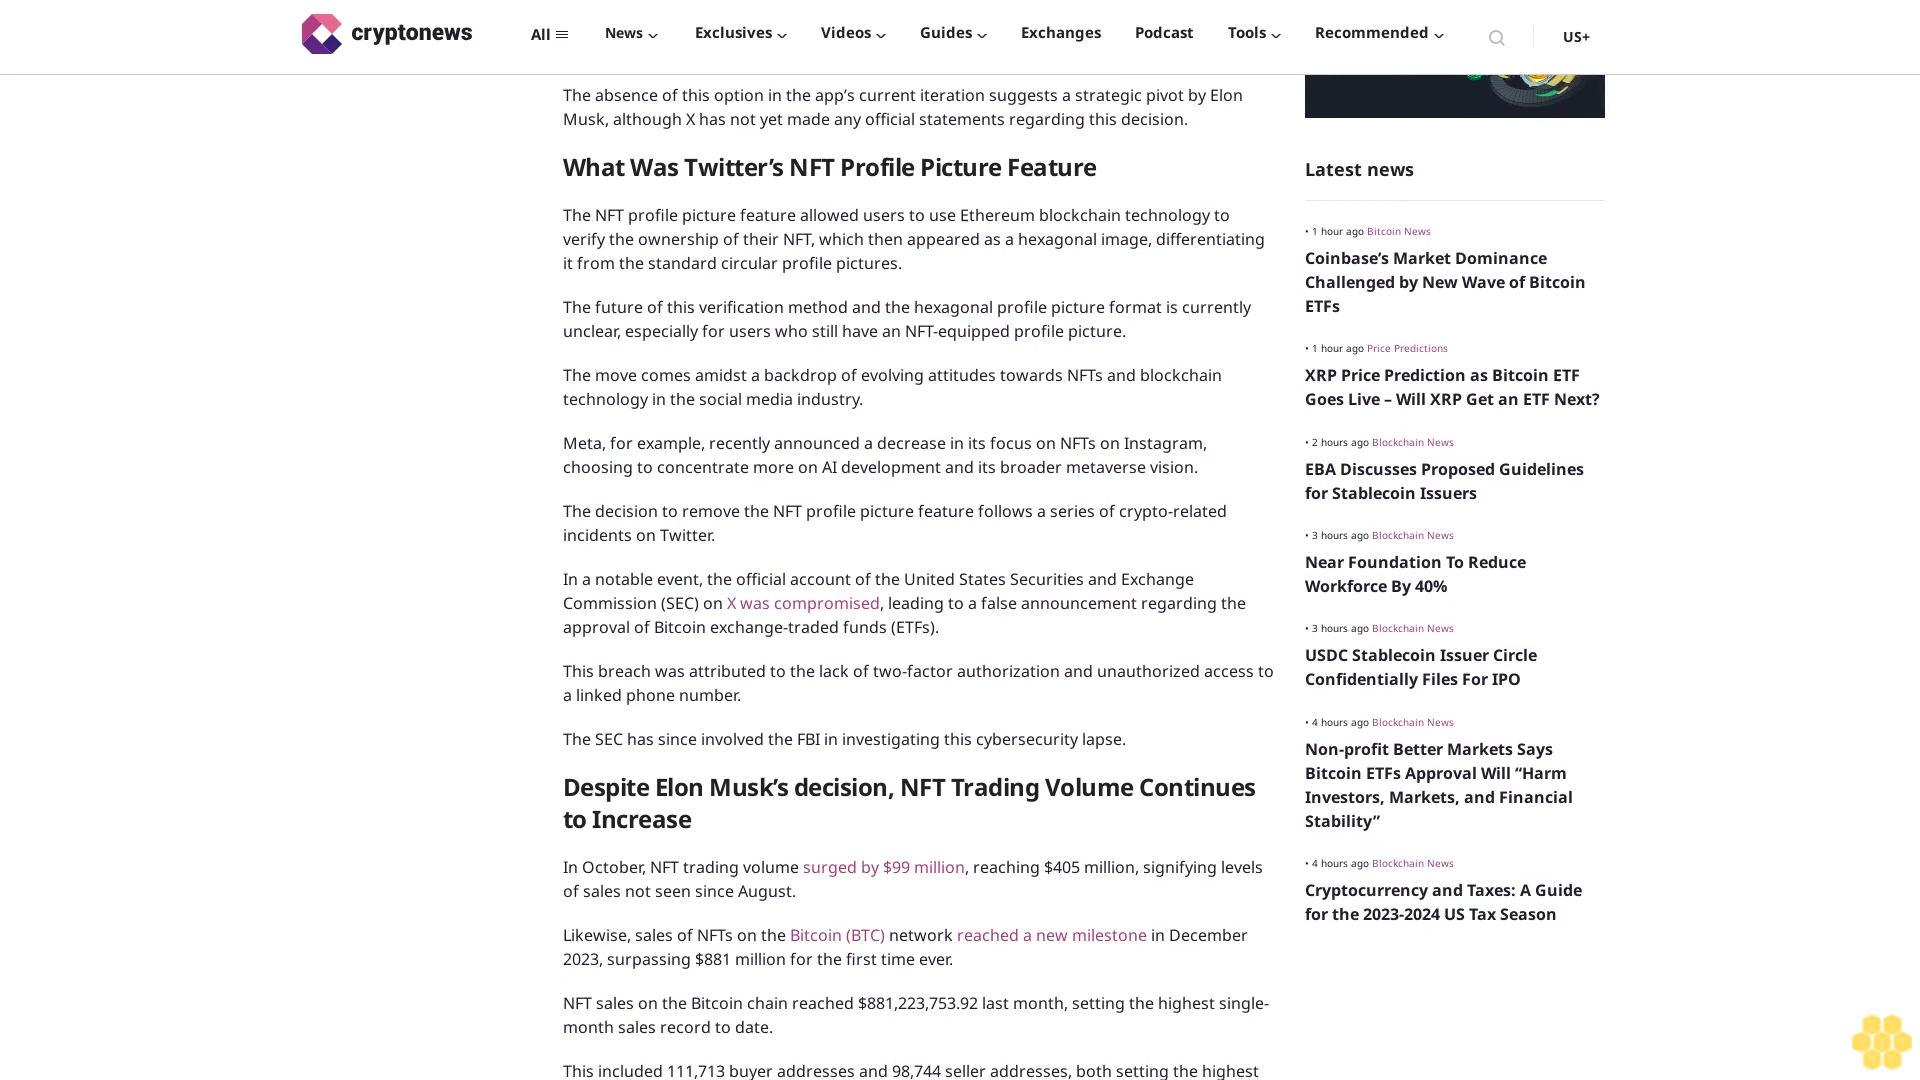 cryptonews
All
News
Exclusives
Videos
Guides
Exchanges
Podcast
Tools
Recommended
US+
The absence of this option in the app’s current iteration suggests a strategic pivot by Elon
Musk, although X has not yet made any official statements regarding this decision.
What Was Twitter’s NFT Profile Picture Feature
The NFT profile picture feature allowed users to use Ethereum blockchain technology to
verify the ownership of their NFT, which then appeared as a hexagonal image, differentiating
it from the standard circular profile pictures.
The future of this verification method and the hexagonal profile picture format is currently
unclear, especially for users who still have an NFT-equipped profile picture.
The move comes amidst a backdrop of evolving attitudes towards NFTs and blockchain
technology in the social media industry.
Meta, for example, recently announced a decrease in its focus on NFTs on Instagram,
choosing to concentrate more on AI development and its broader metaverse vision.
The decision to remove the NFT profile picture feature follows a series of crypto-related
incidents on Twitter.
In a notable event, the official account of the United States Securities and Exchange
Commission (SEC) on X was compromised, leading to a false announcement regarding the
approval of Bitcoin exchange-traded funds (ETFs).
This breach was attributed to the lack of two-factor authorization and unauthorized access to
a linked phone number.
The SEC has since involved the FBI in investigating this cybersecurity lapse.
Despite Elon Musk’s decision, NFT Trading Volume Continues
to Increase
In October, NFT trading volume surged by $99 million, reaching $405 million, signifying levels
of sales not seen since August.
Likewise, sales of NFTs on the Bitcoin (BTC) network reached a new milestone in December
2023, surpassing $881 million for the first time ever.
NFT sales on the Bitcoin chain reached $881,223,753.92 last month, setting the highest single-
month sales record to date.
This included 111,713 buyer addresses and 98,744 seller addresses, both setting the highest
Latest news
• 1 hour ago Bitcoin News
Coinbase’s Market Dominance
Challenged by New Wave of Bitcoin
ETFs
• 1 hour ago Price Predictions
XRP Price Prediction as Bitcoin ETF
Goes Live – Will XRP Get an ETF Next?
• 2 hours ago Blockchain News
EBA Discusses Proposed Guidelines
for Stablecoin Issuers
• 3 hours ago Blockchain News
Near Foundation To Reduce
Workforce By 40%
• 3 hours ago Blockchain News
USDC Stablecoin Issuer Circle
Confidentially Files For IPO
• 4 hours ago Blockchain News
Non-profit Better Markets Says
Bitcoin ETFs Approval Will “Harm
Investors, Markets, and Financial
Stability”
• 4 hours ago Blockchain News
Cryptocurrency and Taxes: A Guide
for the 2023-2024 US Tax Season